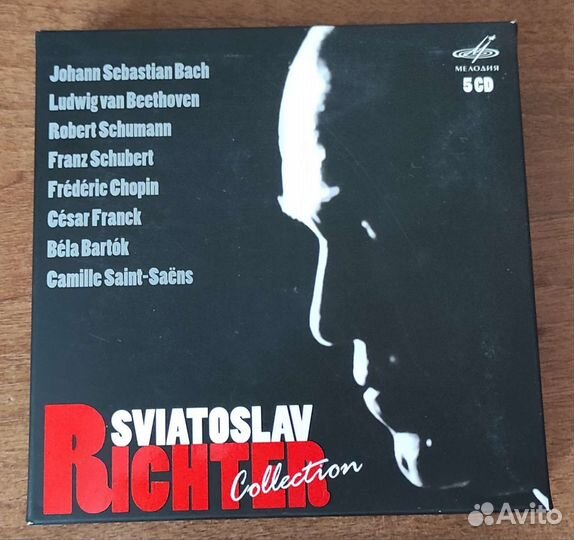 Johann Sebastian Bach
Ludwig van Beethoven
Robert Schumann
Franz Schubert
Frédéric Chopin
César Franck
Béla Bartók
Camille Saint-Saëns
МЕЛОДИЯ
5 CD
SVIATOSLAV
RICHTER
Collection
Avito